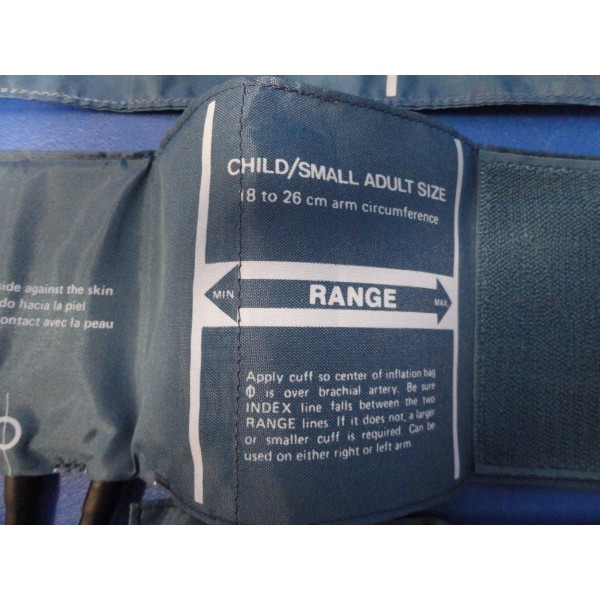 CHILD/SMALL ADULT SIZE
18 to 26 cm arm circumference
MIN RANGE MAX
side against the skin
do hacia la piel
contact avec la peau
Apply cuff so center of inflation bag
Φ is over brachial artery. Be sure
INDEX line falls between the two
RANGE lines. If it does not, a larger
or smaller cuff is required. Can be
used on either right or left arm.
Φ